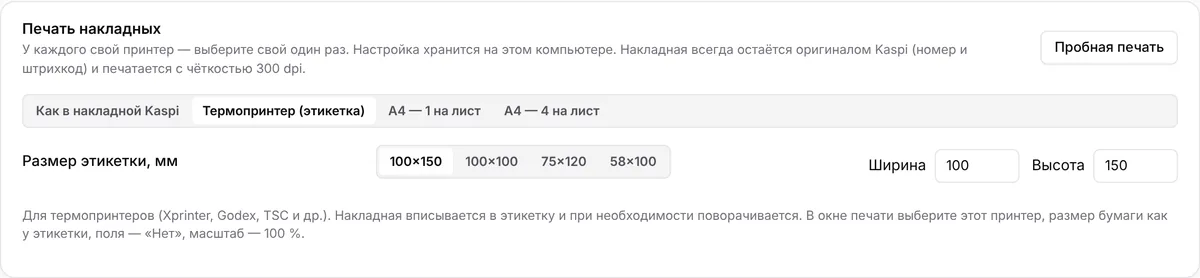 Печать накладных
У каждого свой принтер — выберите свой один раз. Настройка хранится на этом компьютере. Накладная всегда остаётся оригиналом Kaspi (номер и
штрихкод) и печатается с чёткостью 300 dpi.
Пробная печать
Как в накладной Kaspi Термопринтер (этикетка) А4 — 1 на лист А4 — 4 на лист
Размер этикетки, мм 100×150 100×100 75×120 58×100 Ширина 100 Высота 150
Для термопринтеров (Xprinter, Godex, TSC и др.). Накладная вписывается в этикетку и при необходимости поворачивается. В окне печати выберите этот принтер, размер бумаги как
у этикетки, поля — «Нет», масштаб — 100 %.